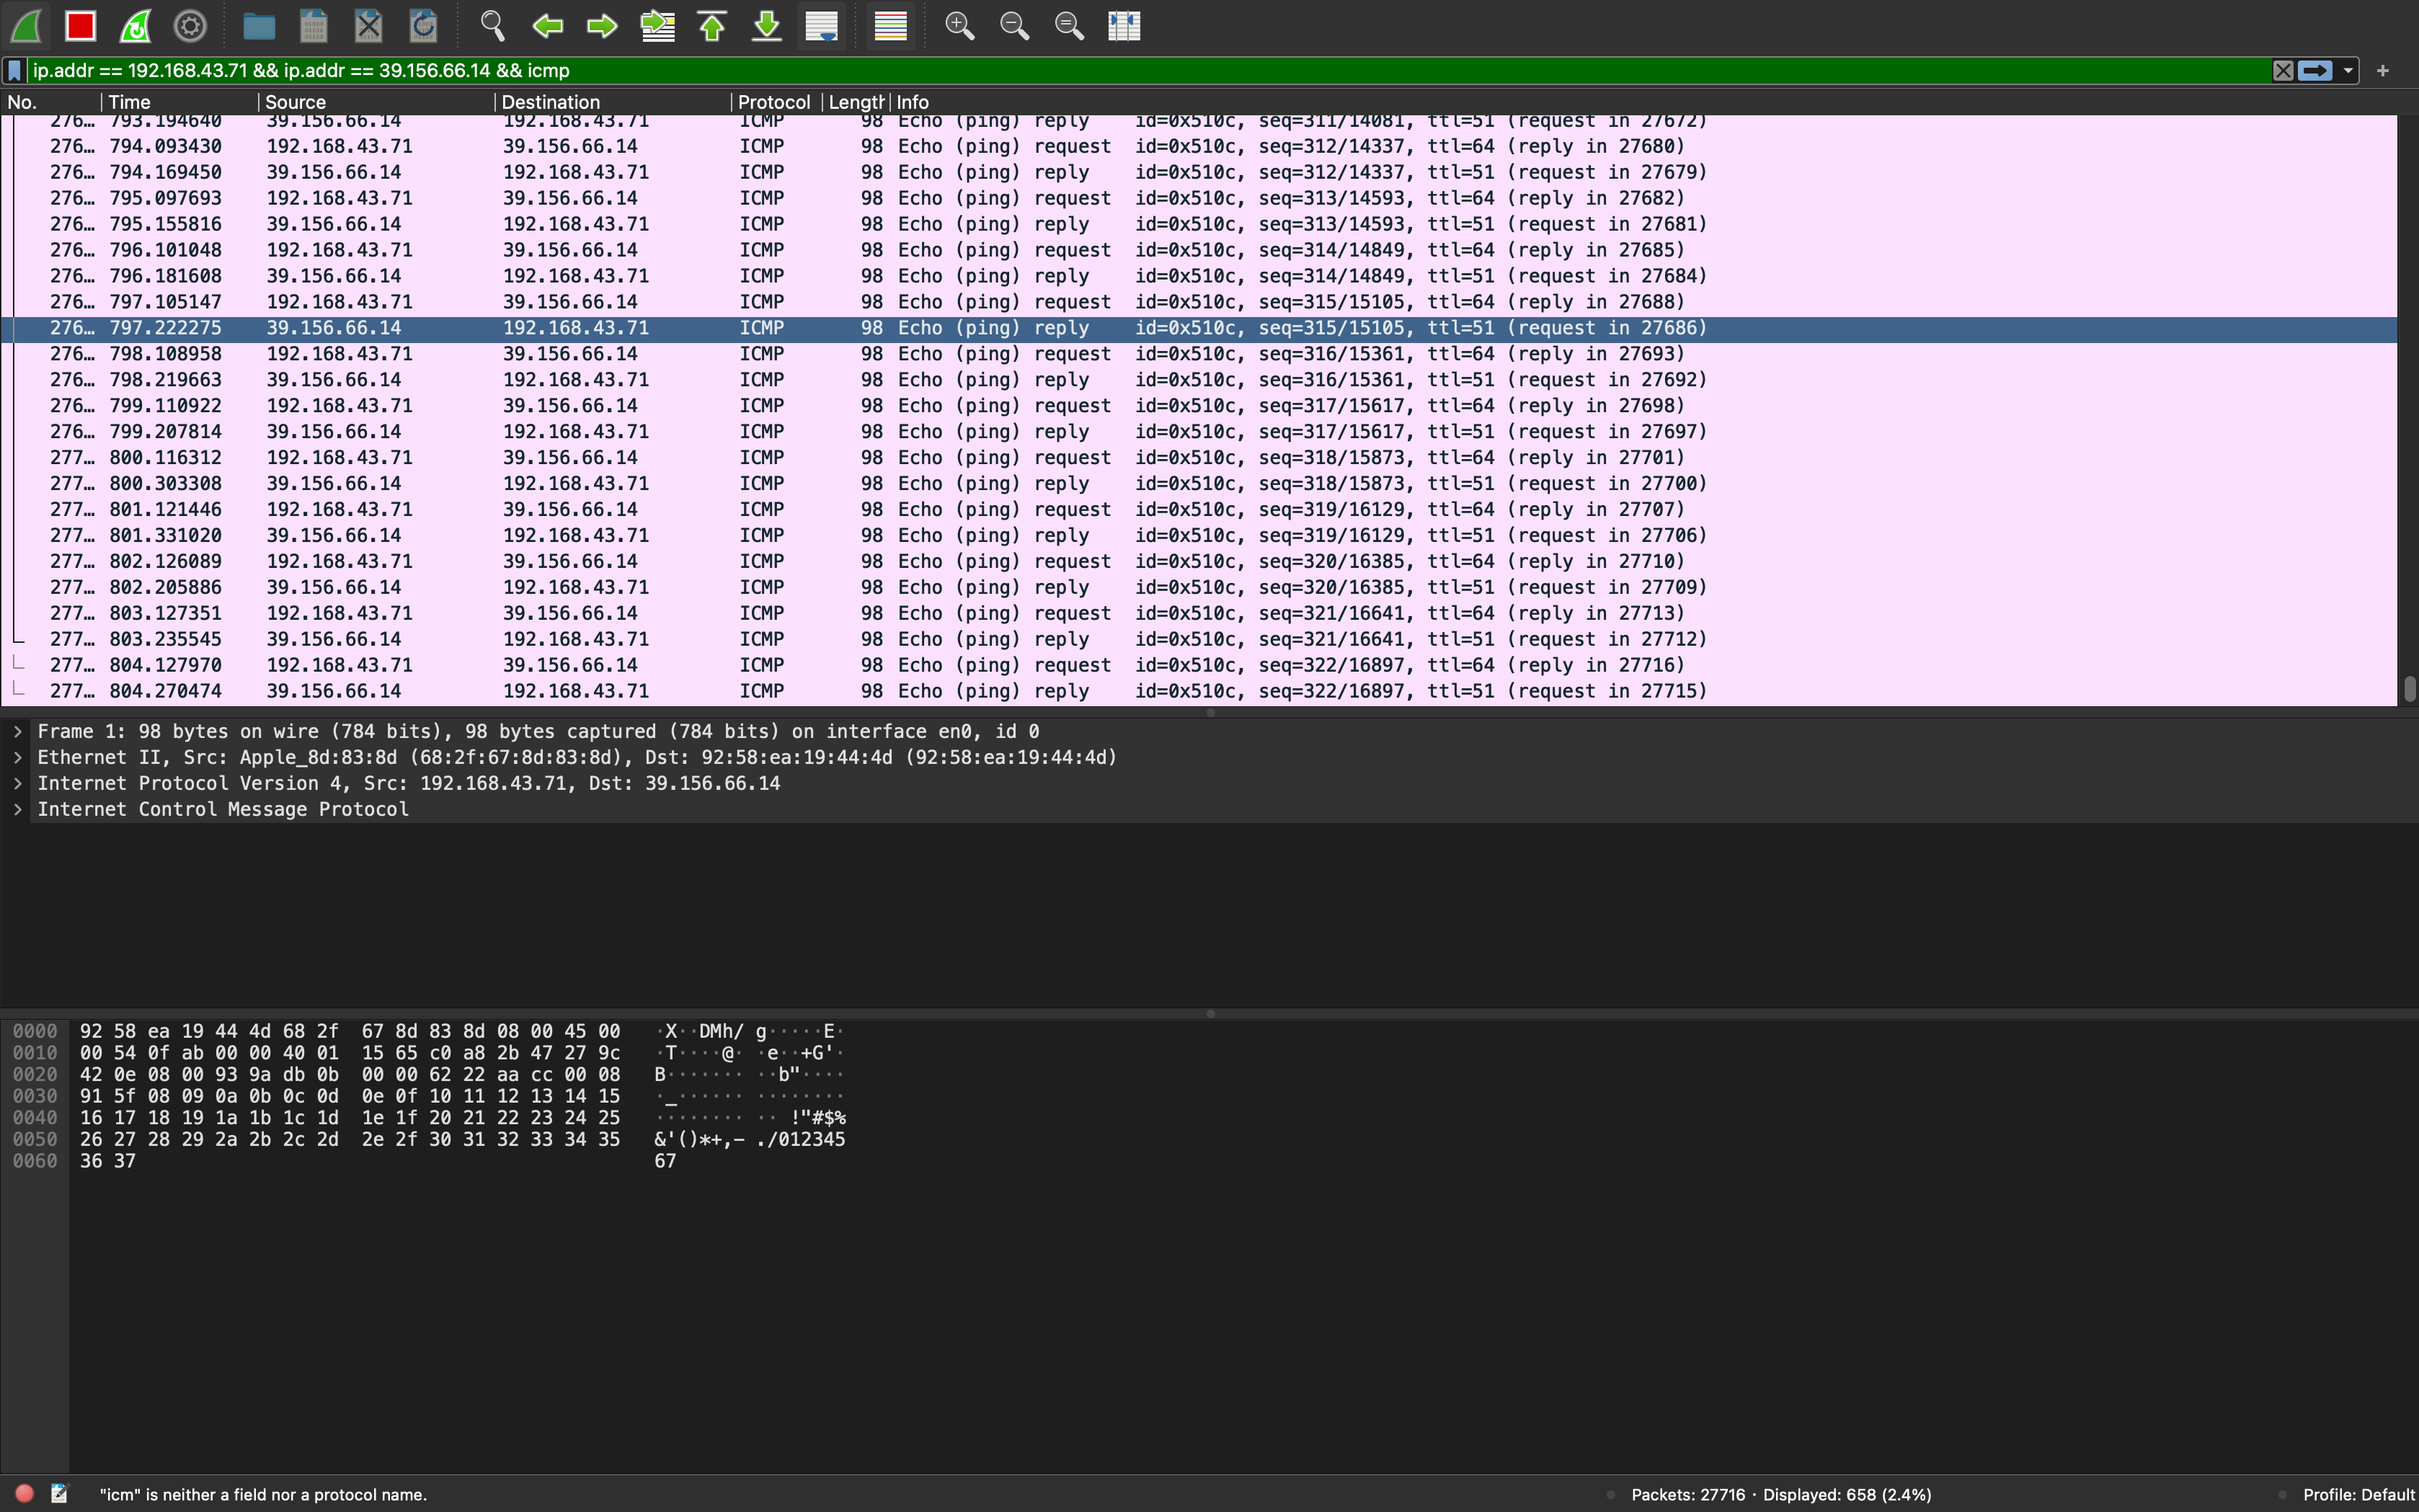 ip.addr == 192.168.43.71 && ip.addr == 39.156.66.14 && icmp
No. Time Source Destination Protocol Length Info
276… 793.194640 39.156.66.14 192.168.43.71 ICMP 98 Echo (ping) reply id=0x510c, seq=311/14081, ttl=51 (request in 27672)
276… 794.093430 192.168.43.71 39.156.66.14 ICMP 98 Echo (ping) request id=0x510c, seq=312/14337, ttl=64 (reply in 27680)
276… 794.169450 39.156.66.14 192.168.43.71 ICMP 98 Echo (ping) reply id=0x510c, seq=312/14337, ttl=51 (request in 27679)
276… 795.097693 192.168.43.71 39.156.66.14 ICMP 98 Echo (ping) request id=0x510c, seq=313/14593, ttl=64 (reply in 27682)
276… 795.155816 39.156.66.14 192.168.43.71 ICMP 98 Echo (ping) reply id=0x510c, seq=313/14593, ttl=51 (request in 27681)
276… 796.101048 192.168.43.71 39.156.66.14 ICMP 98 Echo (ping) request id=0x510c, seq=314/14849, ttl=64 (reply in 27685)
276… 796.181608 39.156.66.14 192.168.43.71 ICMP 98 Echo (ping) reply id=0x510c, seq=314/14849, ttl=51 (request in 27684)
276… 797.105147 192.168.43.71 39.156.66.14 ICMP 98 Echo (ping) request id=0x510c, seq=315/15105, ttl=64 (reply in 27688)
276… 797.222275 39.156.66.14 192.168.43.71 ICMP 98 Echo (ping) reply id=0x510c, seq=315/15105, ttl=51 (request in 27686)
276… 798.108958 192.168.43.71 39.156.66.14 ICMP 98 Echo (ping) request id=0x510c, seq=316/15361, ttl=64 (reply in 27693)
276… 798.219663 39.156.66.14 192.168.43.71 ICMP 98 Echo (ping) reply id=0x510c, seq=316/15361, ttl=51 (request in 27692)
276… 799.110922 192.168.43.71 39.156.66.14 ICMP 98 Echo (ping) request id=0x510c, seq=317/15617, ttl=64 (reply in 27698)
276… 799.207814 39.156.66.14 192.168.43.71 ICMP 98 Echo (ping) reply id=0x510c, seq=317/15617, ttl=51 (request in 27697)
277… 800.116312 192.168.43.71 39.156.66.14 ICMP 98 Echo (ping) request id=0x510c, seq=318/15873, ttl=64 (reply in 27701)
277… 800.303308 39.156.66.14 192.168.43.71 ICMP 98 Echo (ping) reply id=0x510c, seq=318/15873, ttl=51 (request in 27700)
277… 801.121446 192.168.43.71 39.156.66.14 ICMP 98 Echo (ping) request id=0x510c, seq=319/16129, ttl=64 (reply in 27707)
277… 801.331020 39.156.66.14 192.168.43.71 ICMP 98 Echo (ping) reply id=0x510c, seq=319/16129, ttl=51 (request in 27706)
277… 802.126089 192.168.43.71 39.156.66.14 ICMP 98 Echo (ping) request id=0x510c, seq=320/16385, ttl=64 (reply in 27710)
277… 802.205886 39.156.66.14 192.168.43.71 ICMP 98 Echo (ping) reply id=0x510c, seq=320/16385, ttl=51 (request in 27709)
277… 803.127351 192.168.43.71 39.156.66.14 ICMP 98 Echo (ping) request id=0x510c, seq=321/16641, ttl=64 (reply in 27713)
277… 803.235545 39.156.66.14 192.168.43.71 ICMP 98 Echo (ping) reply id=0x510c, seq=321/16641, ttl=51 (request in 27712)
277… 804.127970 192.168.43.71 39.156.66.14 ICMP 98 Echo (ping) request id=0x510c, seq=322/16897, ttl=64 (reply in 27716)
277… 804.270474 39.156.66.14 192.168.43.71 ICMP 98 Echo (ping) reply id=0x510c, seq=322/16897, ttl=51 (request in 27715)
Frame 1: 98 bytes on wire (784 bits), 98 bytes captured (784 bits) on interface en0, id 0
Ethernet II, Src: Apple_8d:83:8d (68:2f:67:8d:83:8d), Dst: 92:58:ea:19:44:4d (92:58:ea:19:44:4d)
Internet Protocol Version 4, Src: 192.168.43.71, Dst: 39.156.66.14
Internet Control Message Protocol
0000 92 58 ea 19 44 4d 68 2f 67 8d 83 8d 08 00 45 00 ·X··DMh/ g·····E·
0010 00 54 0f ab 00 00 40 01 15 65 c0 a8 2b 47 27 9c ·T····@· ·e··+G'·
0020 42 0e 08 00 93 9a db 0b 00 00 62 22 aa cc 00 08 B······· ··b"····
0030 91 5f 08 09 0a 0b 0c 0d 0e 0f 10 11 12 13 14 15 ·_······ ········
0040 16 17 18 19 1a 1b 1c 1d 1e 1f 20 21 22 23 24 25 ········ ·· !"#$%
0050 26 27 28 29 2a 2b 2c 2d 2e 2f 30 31 32 33 34 35 &'()*+,- ./012345
0060 36 37 67
"icm" is neither a field nor a protocol name. Packets: 27716 · Displayed: 658 (2.4%) Profile: Default